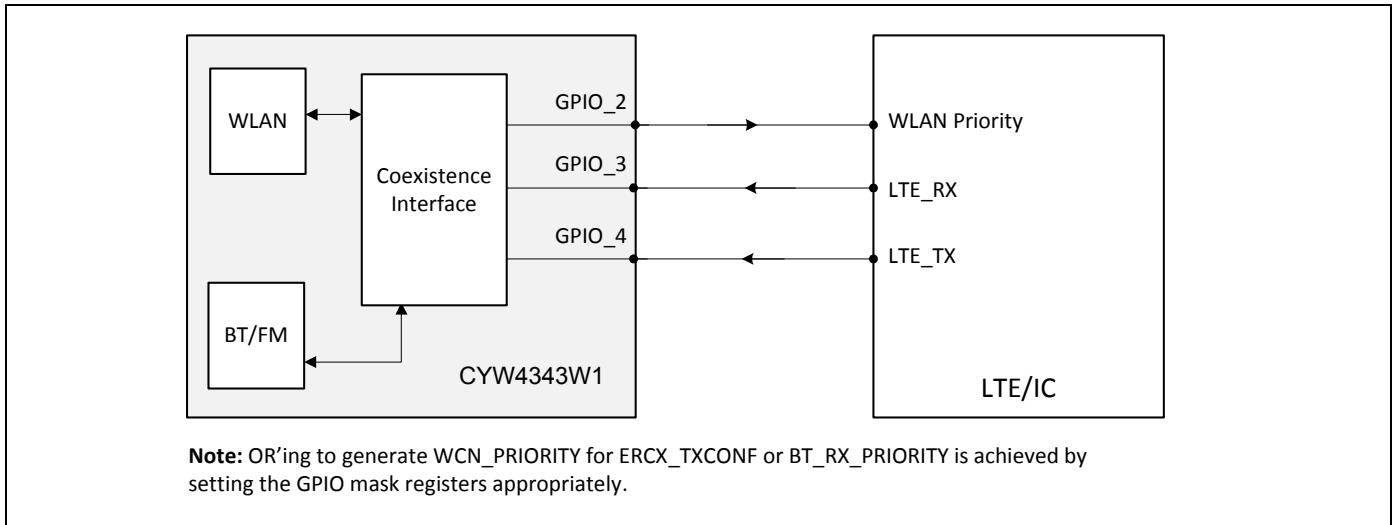 WLAN
Coexistence
Interface
BT/FM
CYW4343W1
GPIO_2
GPIO_3
GPIO_4
WLAN Priority
LTE_RX
LTE_TX
LTE/IC
Note: OR’ing to generate WCN_PRIORITY for ERCX_TXCONF or BT_RX_PRIORITY is achieved by
setting the GPIO mask registers appropriately.